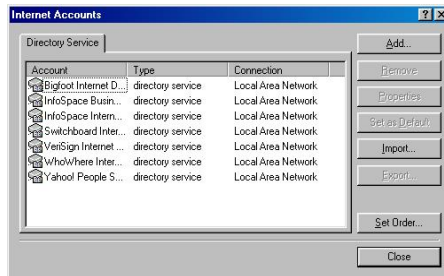 Internet Accounts
Directory Service
Account Type Connection
Bigfoot Internet D... directory service Local Area Network
InfoSpace Busin... directory service Local Area Network
InfoSpace Intern... directory service Local Area Network
Switchboard Inter... directory service Local Area Network
VeriSign Internet ... directory service Local Area Network
WhoWhere Inter... directory service Local Area Network
Yahoo! People S... directory service Local Area Network
Add...
Remove
Properties
Set as Default
Import...
Export...
Set Order...
Close